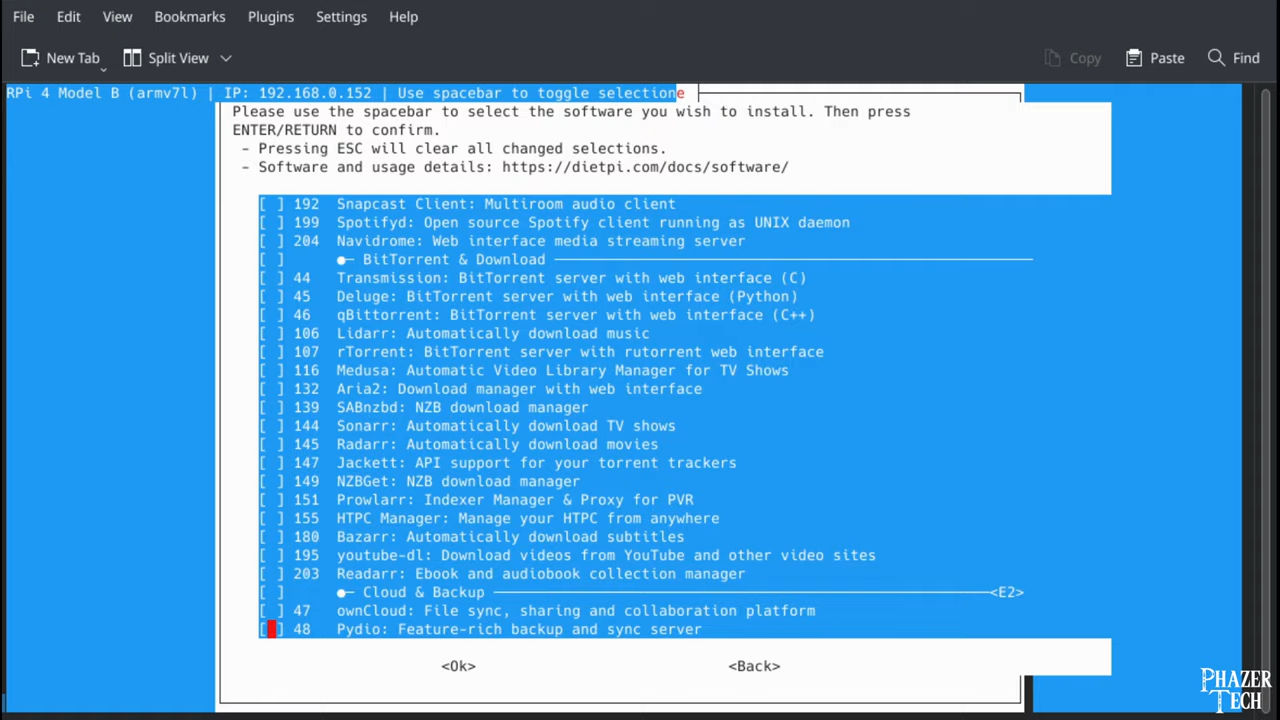 File Edit View Bookmarks Plugins Settings Help
New Tab Split View Copy Paste Find
RPi 4 Model B (armv7l) | IP: 192.168.0.152 | Use spacebar to toggle selectione
Please use the spacebar to select the software you wish to install. Then press
ENTER/RETURN to confirm.
- Pressing ESC will clear all changed selections.
- Software and usage details: https://dietpi.com/docs/software/
[ ] 192 Snapcast Client: Multiroom audio client
[ ] 199 Spotifyd: Open source Spotify client running as UNIX daemon
[ ] 204 Navidrome: Web interface media streaming server
[ ] ●─ BitTorrent & Download ─────
[ ] 44 Transmission: BitTorrent server with web interface (C)
[ ] 45 Deluge: BitTorrent server with web interface (Python)
[ ] 46 qBittorrent: BitTorrent server with web interface (C++)
[ ] 106 Lidarr: Automatically download music
[ ] 107 rTorrent: BitTorrent server with rutorrent web interface
[ ] 116 Medusa: Automatic Video Library Manager for TV Shows
[ ] 132 Aria2: Download manager with web interface
[ ] 139 SABnzbd: NZB download manager
[ ] 144 Sonarr: Automatically download TV shows
[ ] 145 Radarr: Automatically download movies
[ ] 147 Jackett: API support for your torrent trackers
[ ] 149 NZBGet: NZB download manager
[ ] 151 Prowlarr: Indexer Manager & Proxy for PVR
[ ] 155 HTPC Manager: Manage your HTPC from anywhere
[ ] 180 Bazarr: Automatically download subtitles
[ ] 195 youtube-dl: Download videos from YouTube and other video sites
[ ] 203 Readarr: Ebook and audiobook collection manager
[ ] ●─ Cloud & Backup ─────<E2>
[ ] 47 ownCloud: File sync, sharing and collaboration platform
[ ] 48 Pydio: Feature-rich backup and sync server
<Ok> <Back>
PHAZER
TECH